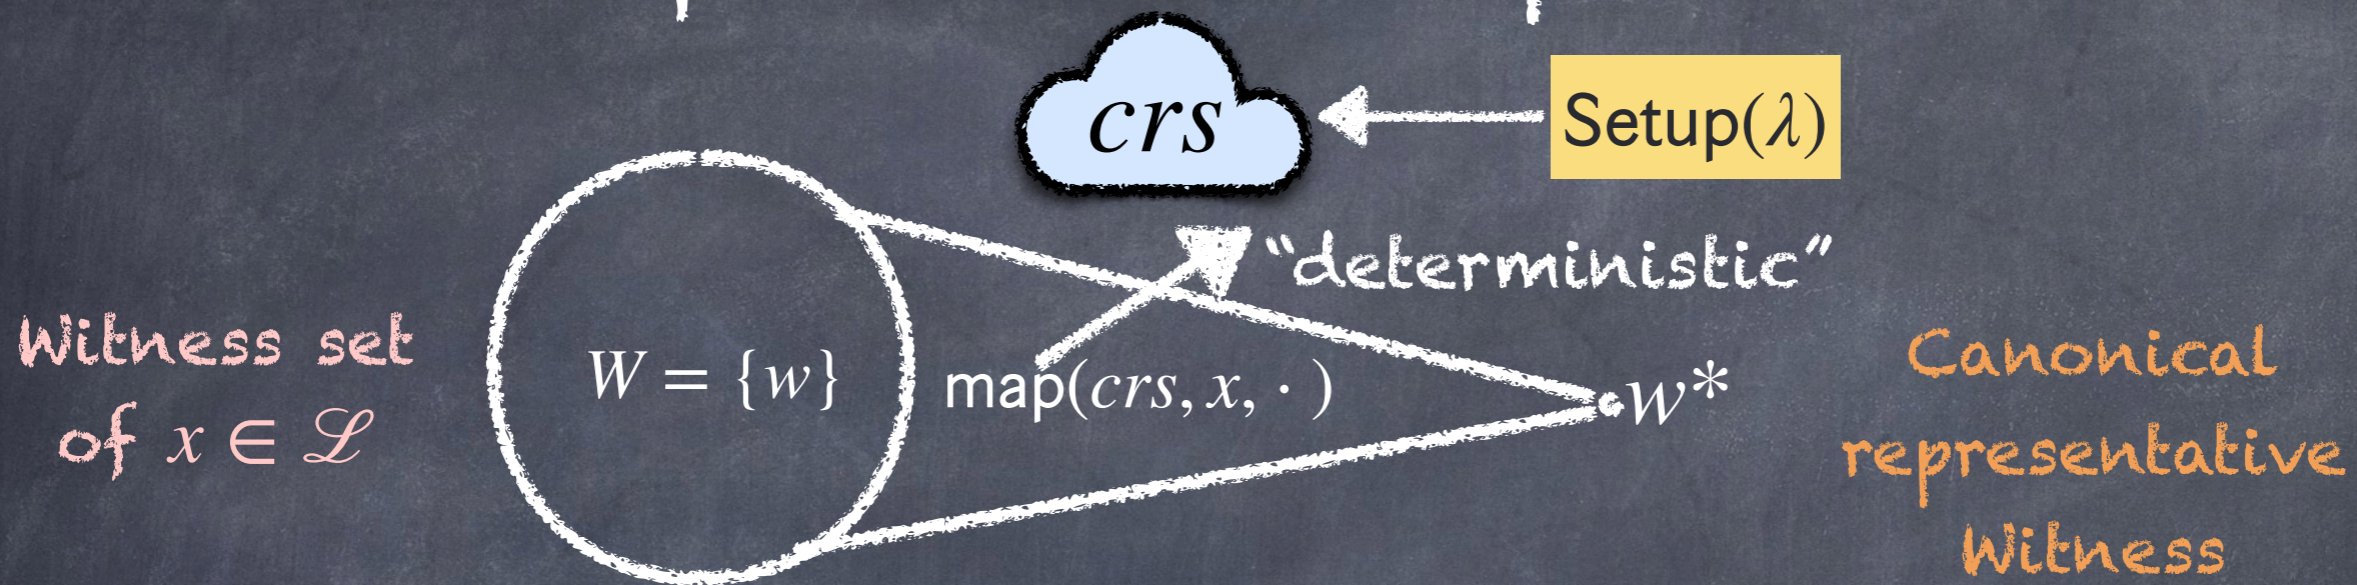 crs
Setup(λ)
"deterministic"
Witness set
of x ∈ ℒ
W = {w}
map(crs, x, · )
w*
Canonical
representative
Witness